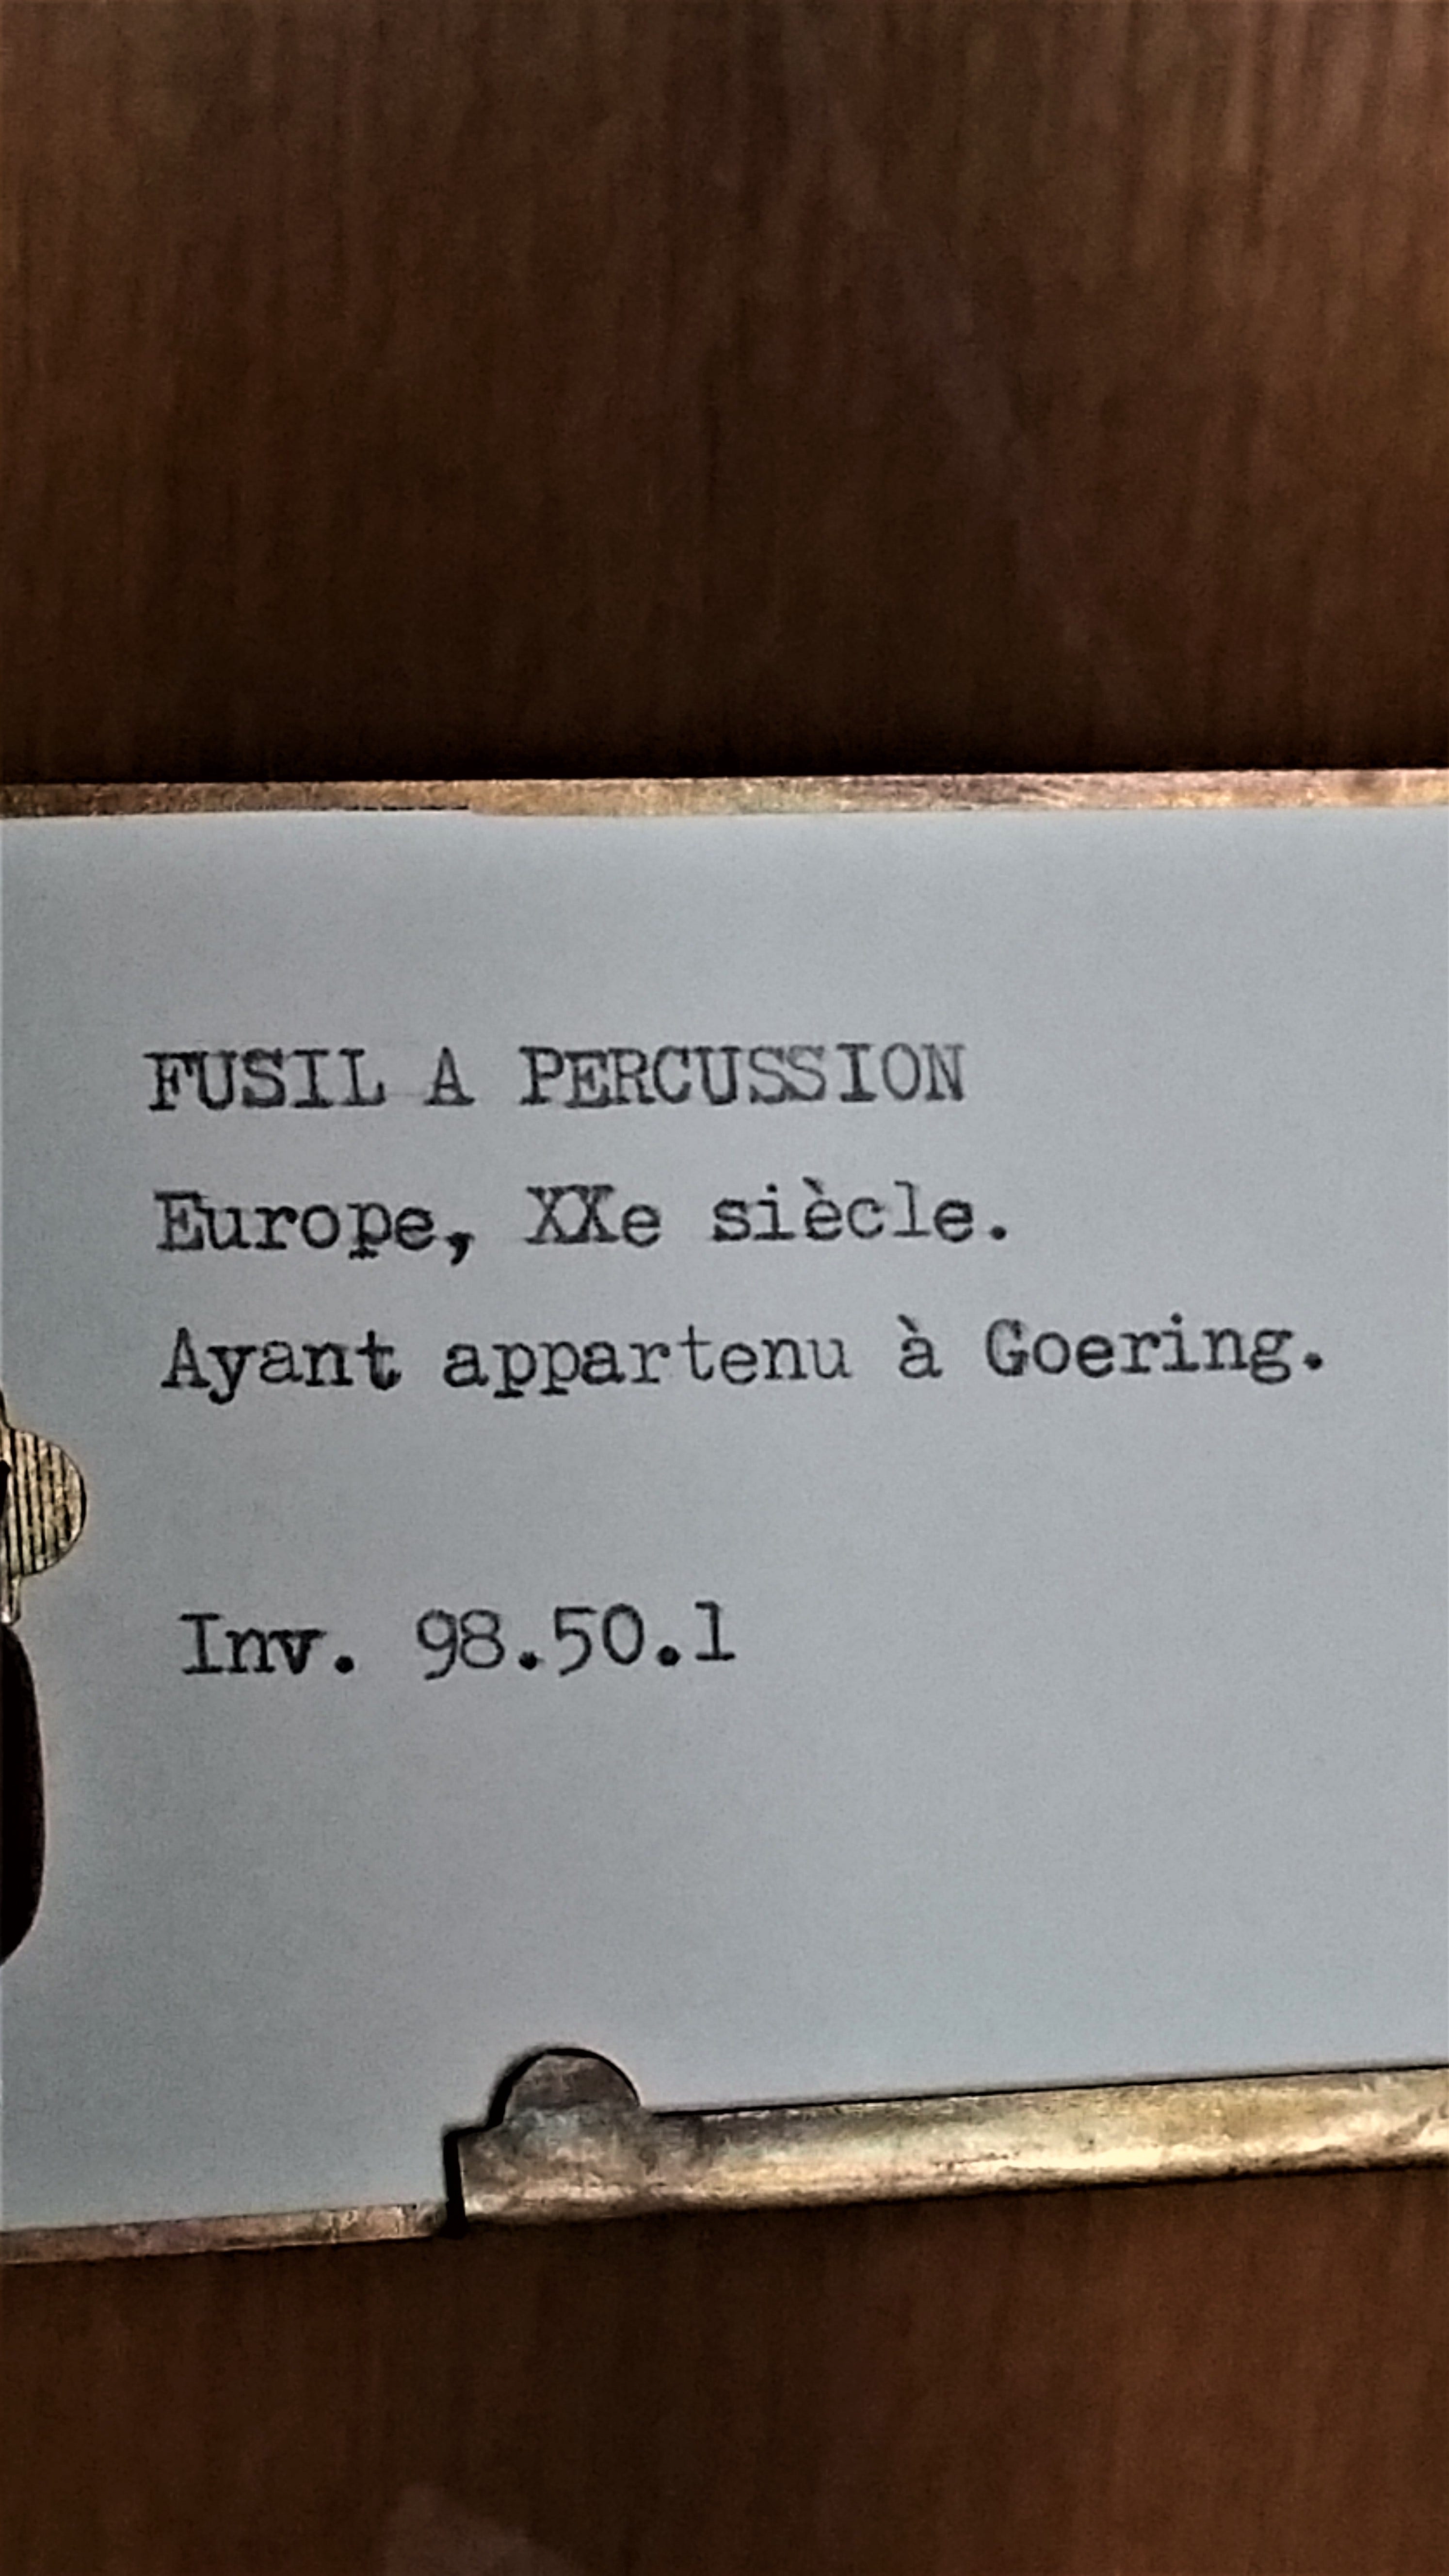 FUSIL A PERCUSSION
Europe, XXe siècle.
Ayant appartenu à Goering.
Inv. 98.50.1